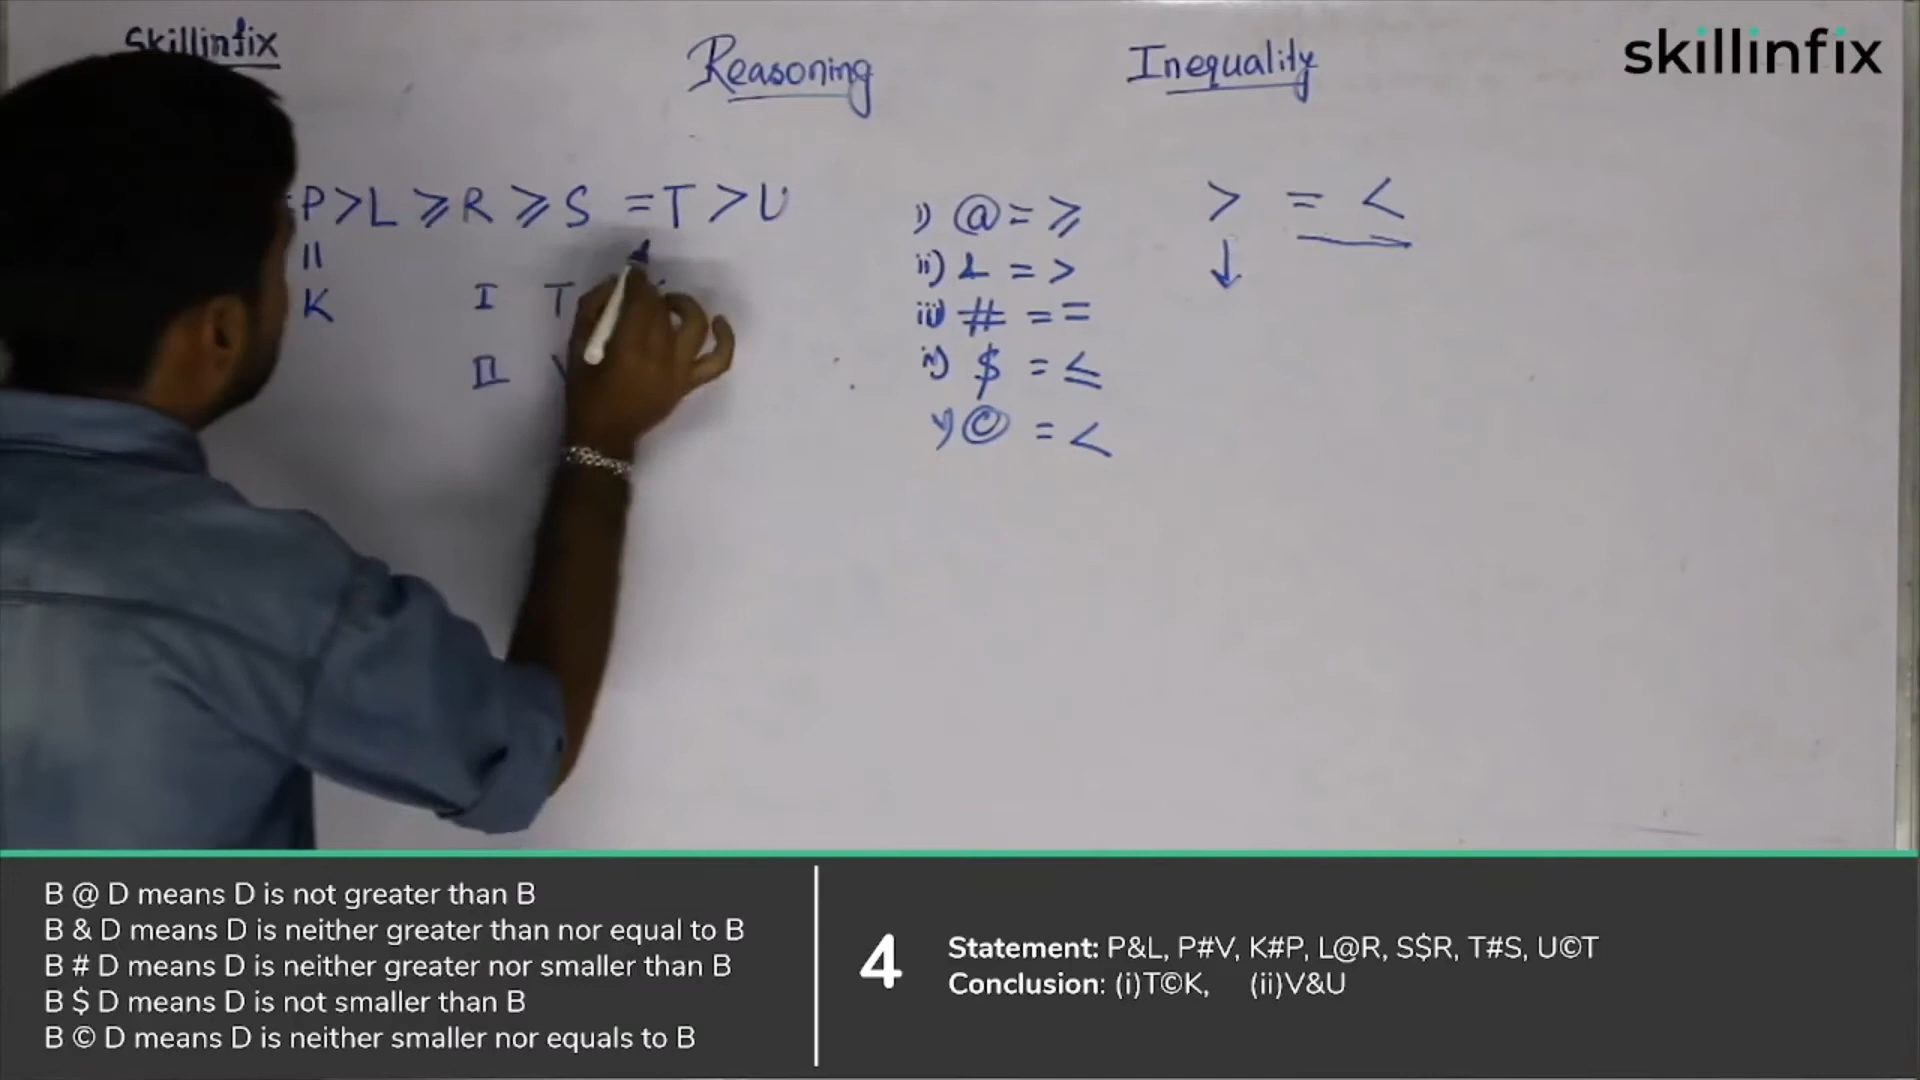 Skillinfix
Reasoning
Inequality
skillinfix
= P > L ⩾ R ⩾ S = T > U
||
K
I T
II
i) @ = ⩾
ii) & = >
iii) # = =
iv) $ = ≤
v) © = <
> = <
↓
B @ D means D is not greater than B
B & D means D is neither greater than nor equal to B
B # D means D is neither greater nor smaller than B
B $ D means D is not smaller than B
B © D means D is neither smaller nor equals to B
4
Statement: P&L, P#V, K#P, L@R, S$R, T#S, U©T
Conclusion: (i)T©K, (ii)V&U